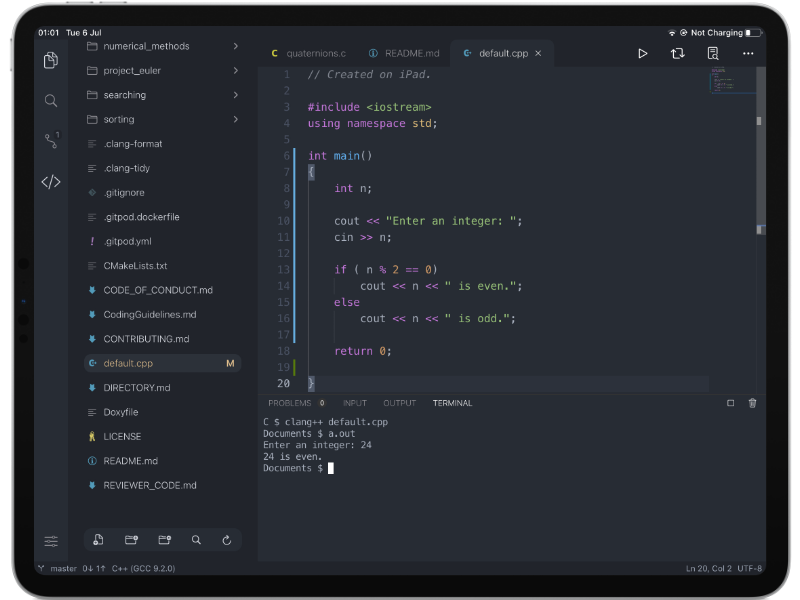 01:01 Tue 6 Jul
Not Charging
numerical_methods
project_euler
searching
sorting
.clang-format
.clang-tidy
.gitignore
.gitpod.dockerfile
.gitpod.yml
CMakeLists.txt
CODE_OF_CONDUCT.md
CodingGuidelines.md
CONTRIBUTING.md
default.cpp M
DIRECTORY.md
Doxyfile
LICENSE
README.md
REVIEWER_CODE.md
1
quaternions.c README.md default.cpp ×
1 // Created on iPad.
2
3 #include <iostream>
4 using namespace std;
5
6 int main()
7 {
8 int n;
9
10 cout << "Enter an integer: ";
11 cin >> n;
12
13 if ( n % 2 == 0)
14 cout << n << " is even.";
15 else
16 cout << n << " is odd.";
17
18 return 0;
19
20 }
PROBLEMS 0 INPUT OUTPUT TERMINAL
C $ clang++ default.cpp
Documents $ a.out
Enter an integer: 24
24 is even.
Documents $
master 0↓ 1↑ C++ (GCC 9.2.0)
Ln 20, Col 2 UTF-8